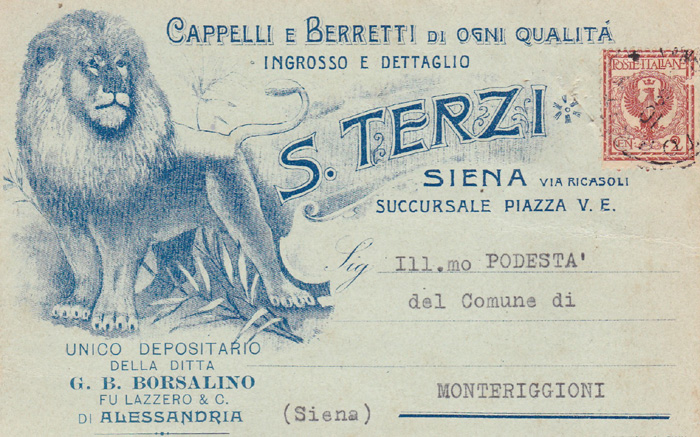 CAPPELLI E BERRETTI DI OGNI QUALITÁ
INGROSSO E DETTAGLIO
S. TERZI
SIENA VIA RICASOLI
SUCCURSALE PIAZZA V. E.
POSTE ITALIANE
CENT. 2
Sig Ill.mo PODESTA'
del Comune di
MONTERIGGIONI
(Siena)
UNICO DEPOSITARIO
DELLA DITTA
G. B. BORSALINO
FU LAZZERO & C.
DI ALESSANDRIA